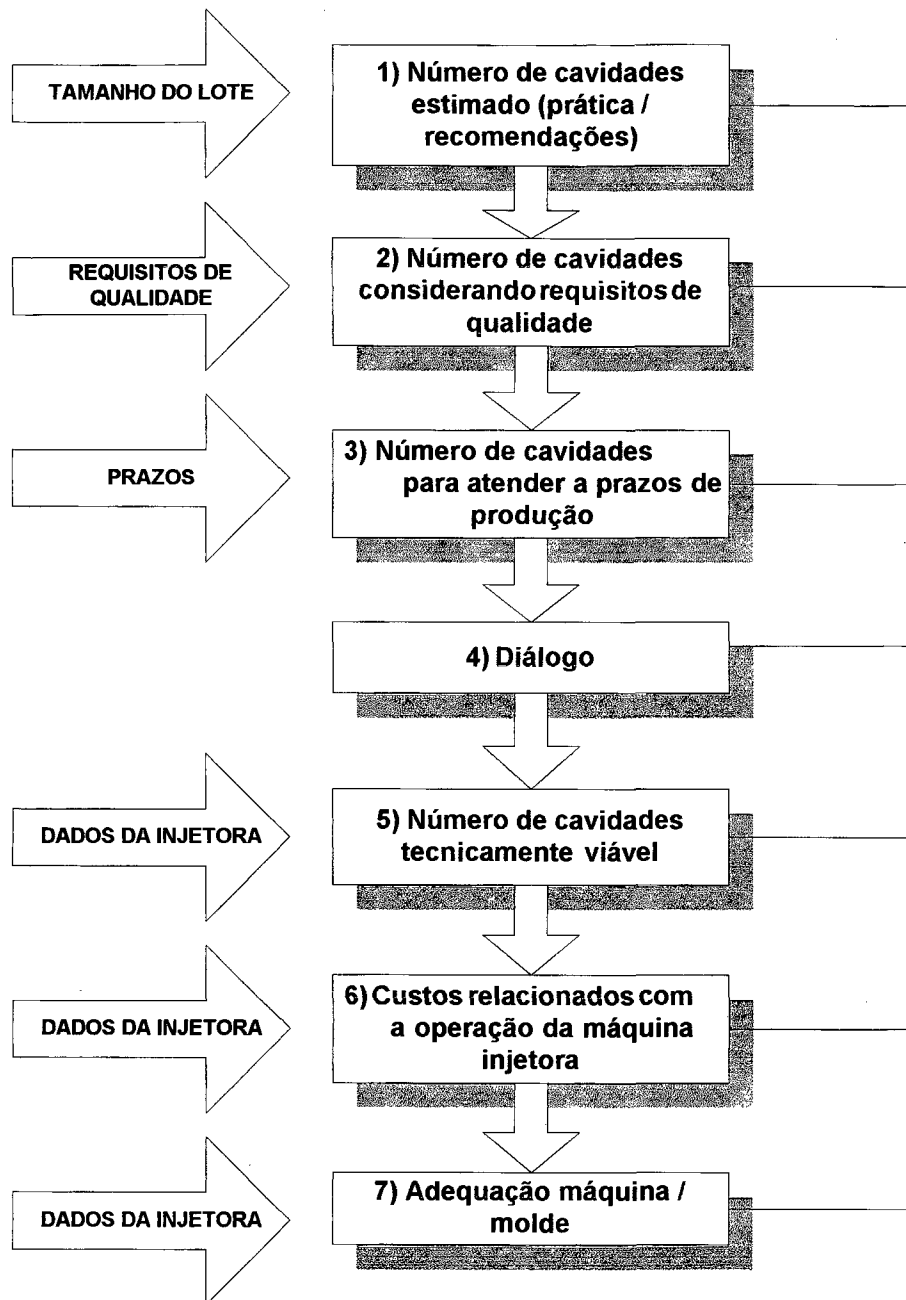 TAMANHO DO LOTE
1) Número de cavidades
estimado (prática /
recomendações)
REQUISITOS DE
QUALIDADE
2) Número de cavidades
considerando requisitos de
qualidade
PRAZOS
3) Número de cavidades
para atender a prazos de
produção
4) Diálogo
DADOS DA INJETORA
5) Número de cavidades
tecnicamente viável
DADOS DA INJETORA
6) Custos relacionados com
a operação da máquina
injetora
DADOS DA INJETORA
7) Adequação máquina /
molde